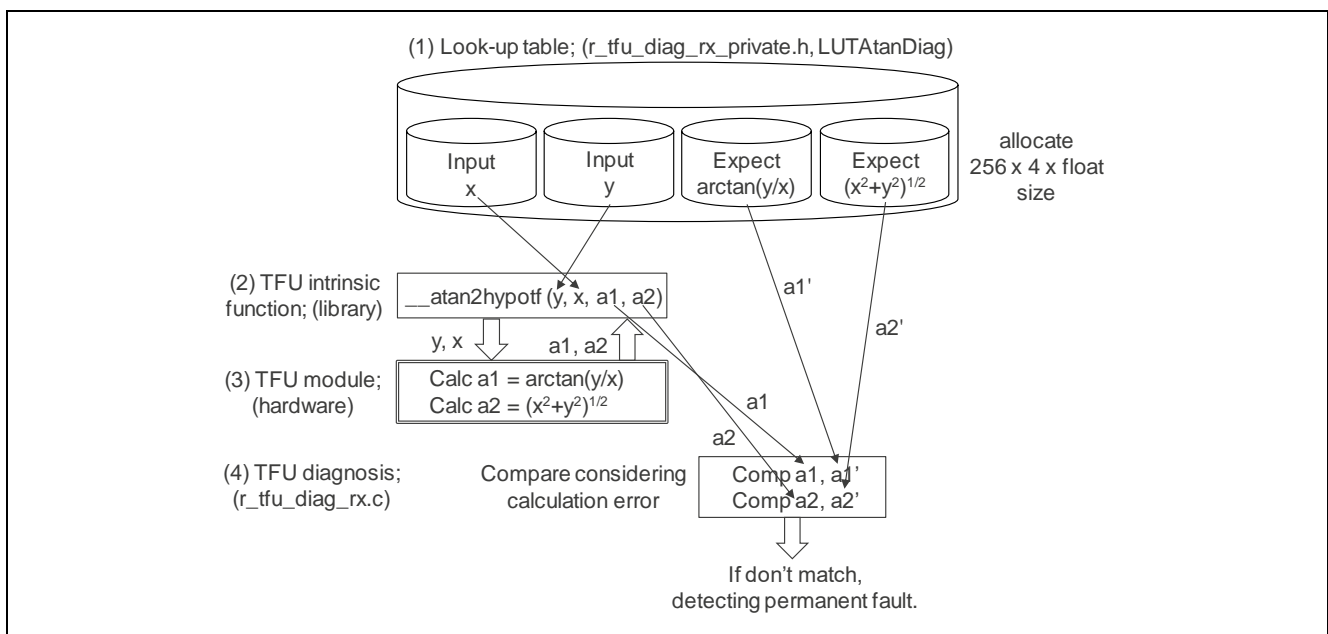 (1) Look-up table; (r_tfu_diag_rx_private.h, LUTAtanDiag)
Input
x
Input
y
Expect
arctan(y/x)
Expect
(x²+y²)¹/²
allocate
256 x 4 x float
size
(2) TFU intrinsic
function; (library)
__atan2hypotf (y, x, a1, a2)
a1'
a2'
y, x
a1, a2
(3) TFU module;
(hardware)
Calc a1 = arctan(y/x)
Calc a2 = (x²+y²)¹/²
a1
a2
(4) TFU diagnosis;
(r_tfu_diag_rx.c)
Compare considering
calculation error
Comp a1, a1'
Comp a2, a2'
If don't match,
detecting permanent fault.